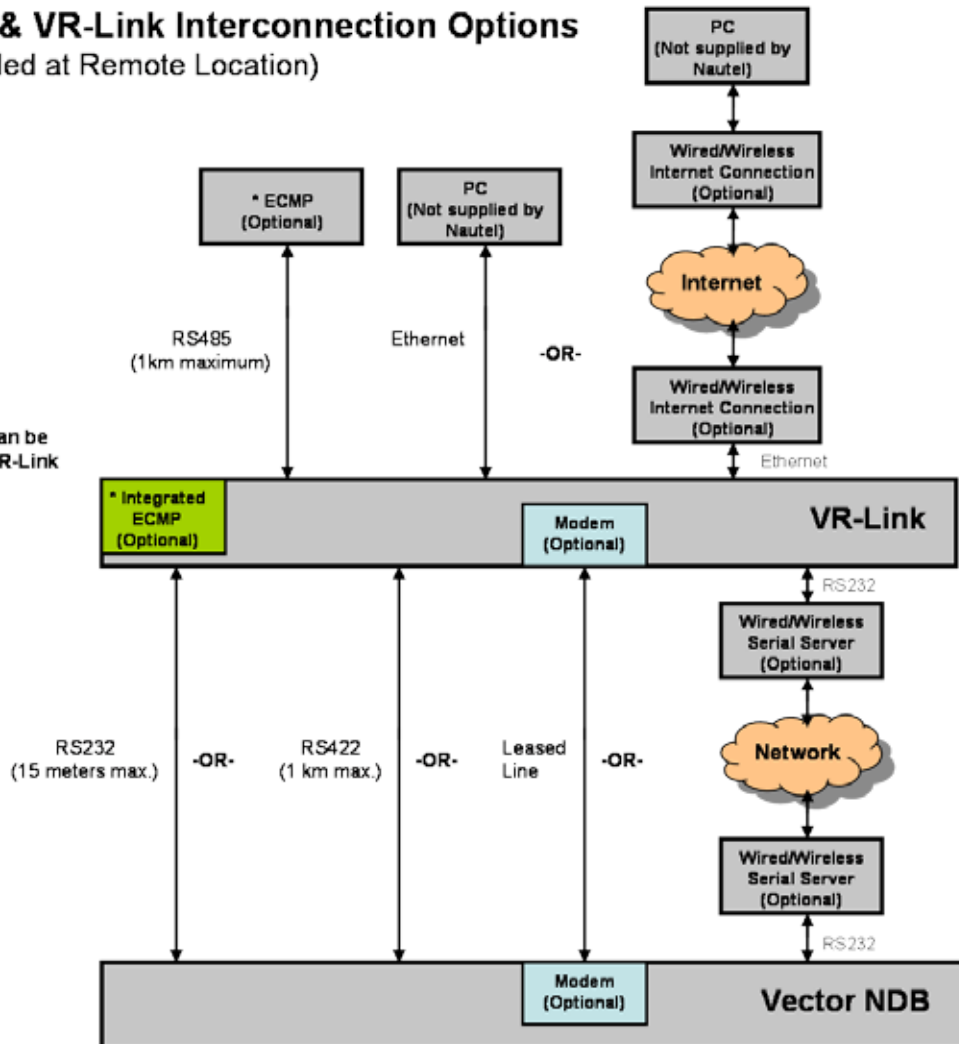 & VR-Link Interconnection Options
led at Remote Location)
PC
(Not supplied by
Nautel)
Wired/Wireless
Internet Connection
(Optional)
* ECMP
(Optional)
PC
(Not supplied by
Nautel)
Internet
RS485
(1km maximum)
Ethernet
-OR-
Wired/Wireless
Internet Connection
(Optional)
Ethernet
an be
R-Link
* Integrated
ECMP
(Optional)
Modem
(Optional)
VR-Link
RS232
Wired/Wireless
Serial Server
(Optional)
RS232
(15 meters max.)
-OR-
RS422
(1 km max.)
-OR-
Leased
Line
-OR-
Network
Wired/Wireless
Serial Server
(Optional)
RS232
Modem
(Optional)
Vector NDB